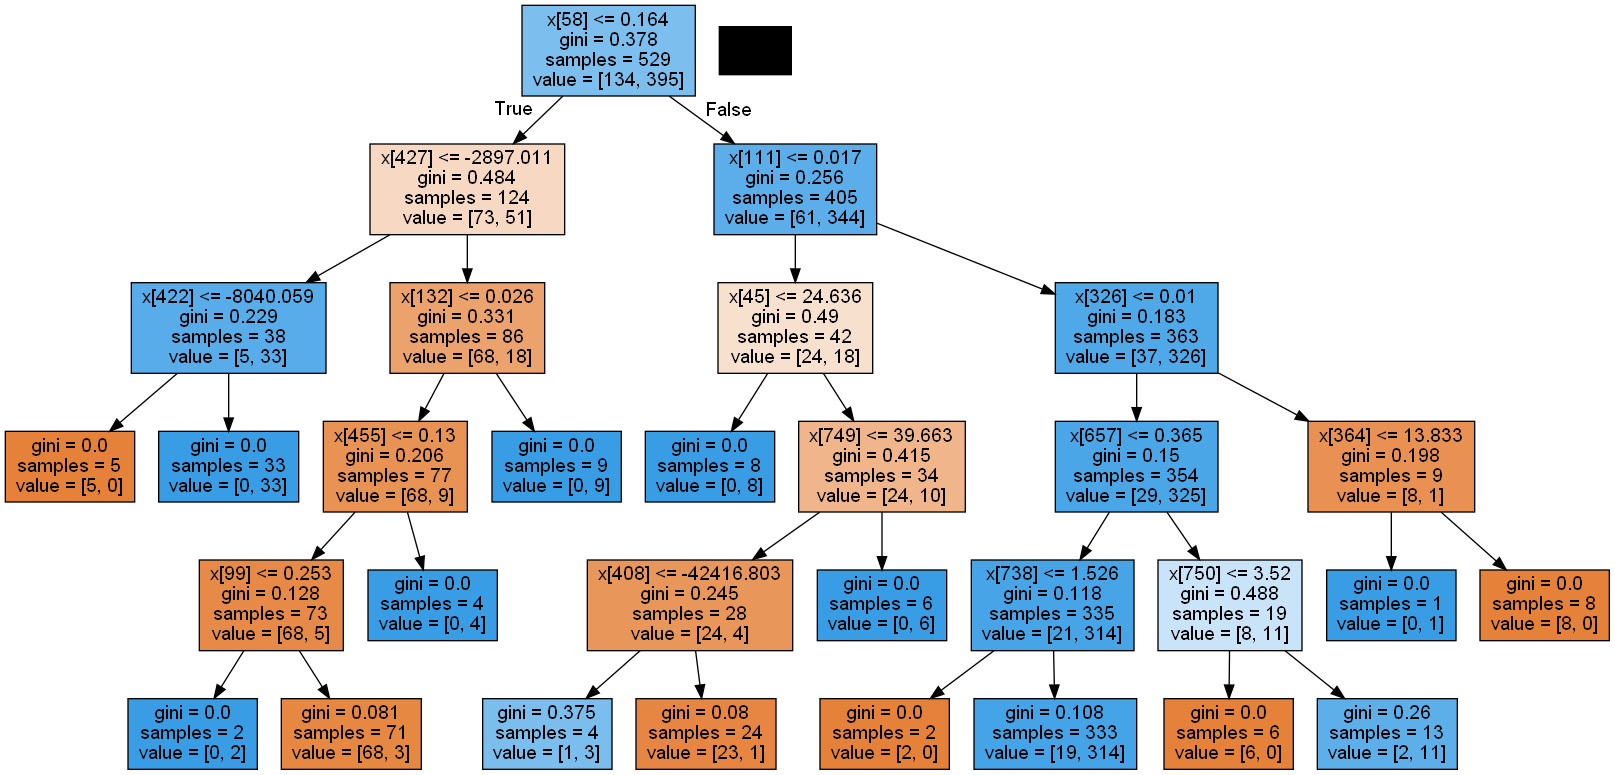 x[58] <= 0.164
gini = 0.378
samples = 529
value = [134, 395]
True
False
x[427] <= -2897.011
gini = 0.484
samples = 124
value = [73, 51]
x[111] <= 0.017
gini = 0.256
samples = 405
value = [61, 344]
x[422] <= -8040.059
gini = 0.229
samples = 38
value = [5, 33]
x[132] <= 0.026
gini = 0.331
samples = 86
value = [68, 18]
x[45] <= 24.636
gini = 0.49
samples = 42
value = [24, 18]
x[326] <= 0.01
gini = 0.183
samples = 363
value = [37, 326]
gini = 0.0
samples = 5
value = [5, 0]
gini = 0.0
samples = 33
value = [0, 33]
x[455] <= 0.13
gini = 0.206
samples = 77
value = [68, 9]
gini = 0.0
samples = 9
value = [0, 9]
gini = 0.0
samples = 8
value = [0, 8]
x[749] <= 39.663
gini = 0.415
samples = 34
value = [24, 10]
x[657] <= 0.365
gini = 0.15
samples = 354
value = [29, 325]
x[364] <= 13.833
gini = 0.198
samples = 9
value = [8, 1]
x[99] <= 0.253
gini = 0.128
samples = 73
value = [68, 5]
gini = 0.0
samples = 4
value = [0, 4]
x[408] <= -42416.803
gini = 0.245
samples = 28
value = [24, 4]
gini = 0.0
samples = 6
value = [0, 6]
x[738] <= 1.526
gini = 0.118
samples = 335
value = [21, 314]
x[750] <= 3.52
gini = 0.488
samples = 19
value = [8, 11]
gini = 0.0
samples = 1
value = [0, 1]
gini = 0.0
samples = 8
value = [8, 0]
gini = 0.0
samples = 2
value = [0, 2]
gini = 0.081
samples = 71
value = [68, 3]
gini = 0.375
samples = 4
value = [1, 3]
gini = 0.08
samples = 24
value = [23, 1]
gini = 0.0
samples = 2
value = [2, 0]
gini = 0.108
samples = 333
value = [19, 314]
gini = 0.0
samples = 6
value = [6, 0]
gini = 0.26
samples = 13
value = [2, 11]